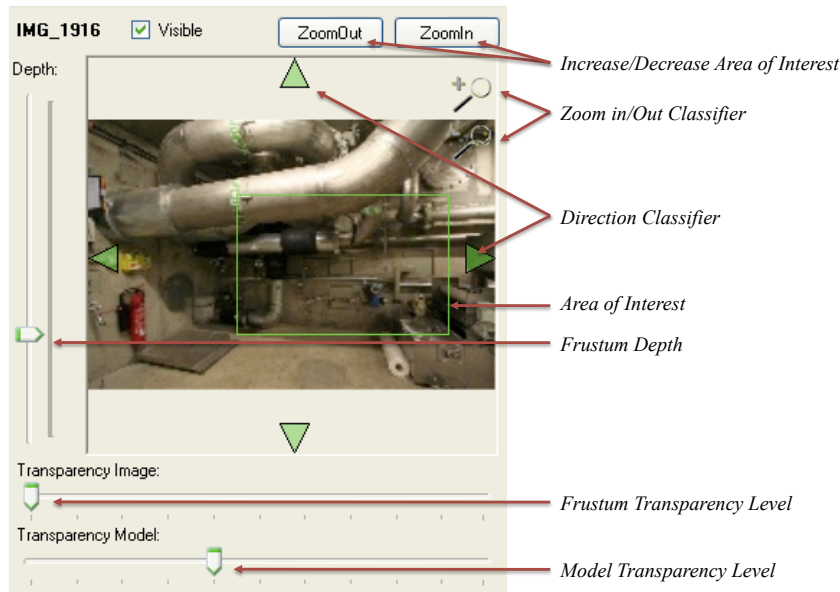 IMG_1916
Visible
ZoomOut
ZoomIn
Increase/Decrease Area of Interest
Depth:
Zoom in/Out Classifier
Direction Classifier
Area of Interest
Frustum Depth
Transparency Image:
Frustum Transparency Level
Transparency Model:
Model Transparency Level